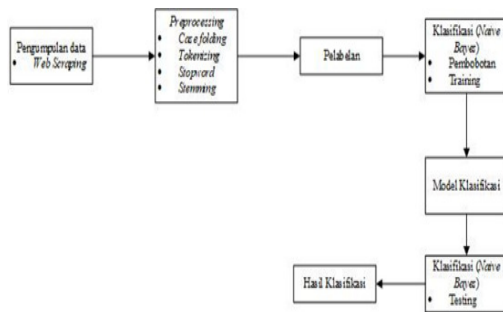 Pengumpulan data
• Web Scraping
Preprocessing
• Case folding
• Tokenizing
• Stopword
• Stemming
Pelabelan
Klasifikasi (Naive
Bayes)
• Pembobotan
• Training
Model Klasifikasi
Klasifikasi (Naive
Bayes)
• Testing
Hasil Klasifikasi